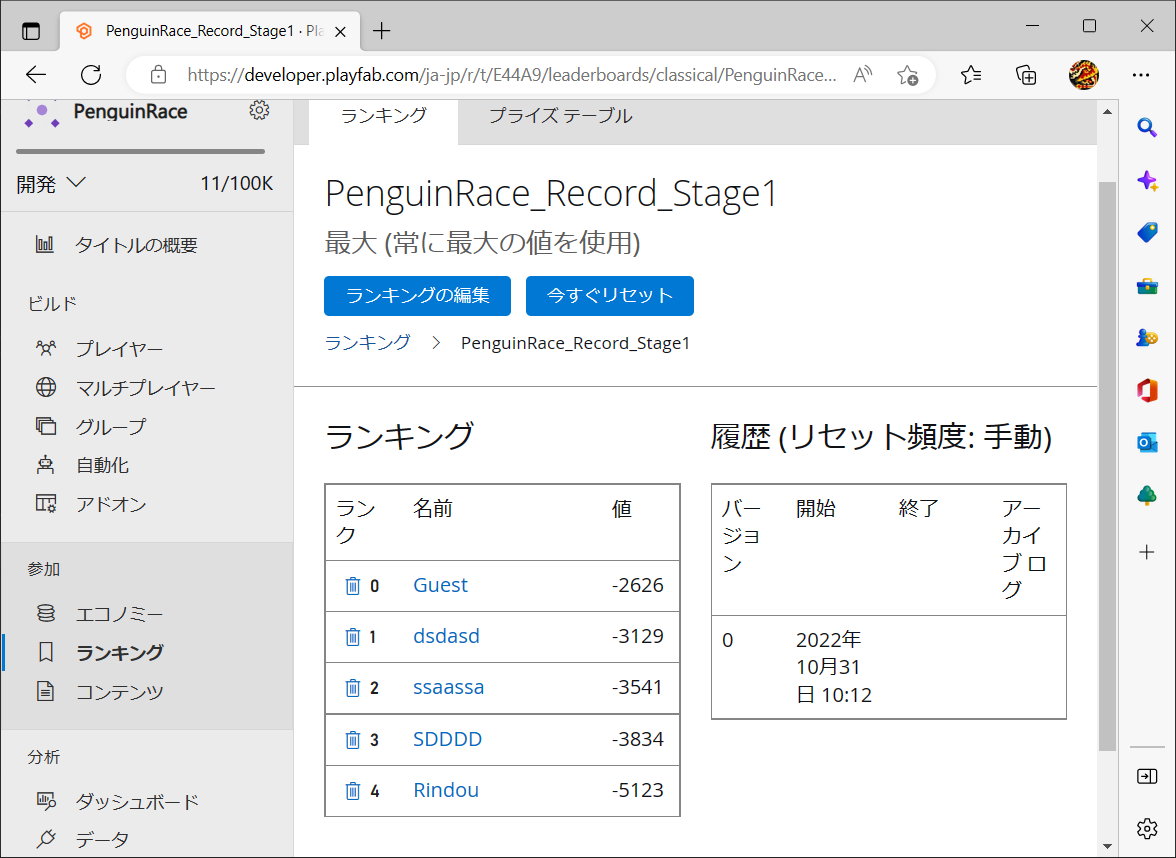 PenguinRace_Record_Stage1 · Pla
https://developer.playfab.com/ja-jp/r/t/E44A9/leaderboards/classical/PenguinRace...
PenguinRace
開発
11/100K
タイトルの概要
ビルド
プレイヤー
マルチプレイヤー
グループ
自動化
アドオン
参加
エコノミー
ランキング
コンテンツ
分析
ダッシュボード
データ
ランキング
プライズ テーブル
PenguinRace_Record_Stage1
最大 (常に最大の値を使用)
ランキングの編集
今すぐリセット
ランキング > PenguinRace_Record_Stage1
ランキング
ラン
ク
名前
値
0 Guest -2626
1 dsdasd -3129
2 ssaassa -3541
3 SDDDD -3834
4 Rindou -5123
履歴 (リセット頻度: 手動)
バー
ジョ
ン
開始
終了
アー
カイ
ブ ロ
グ
0
2022年
10月31
日 10:12